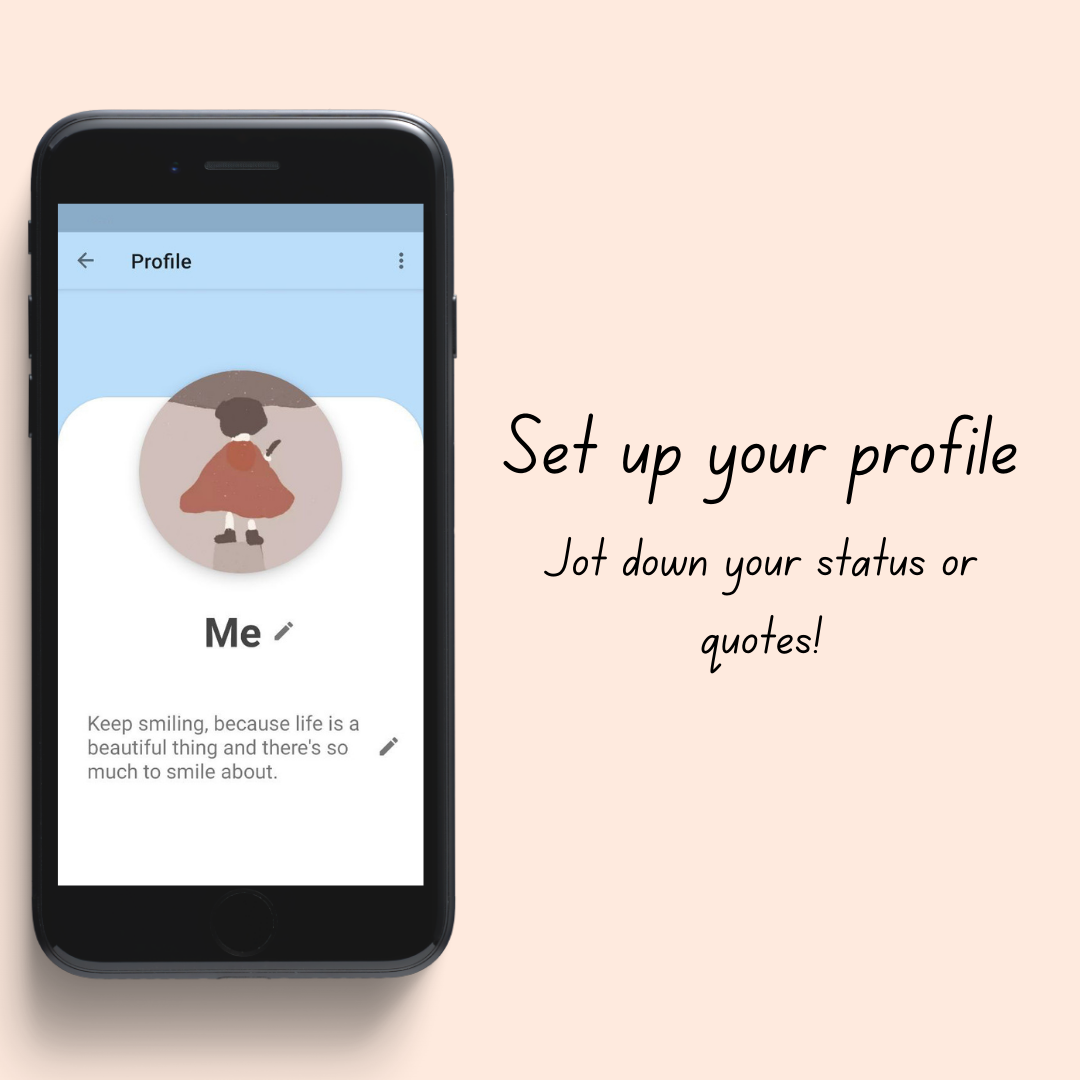 Profile
Me
Keep smiling, because life is a
beautiful thing and there's so
much to smile about.
Set up your profile
Jot down your status or
quotes!